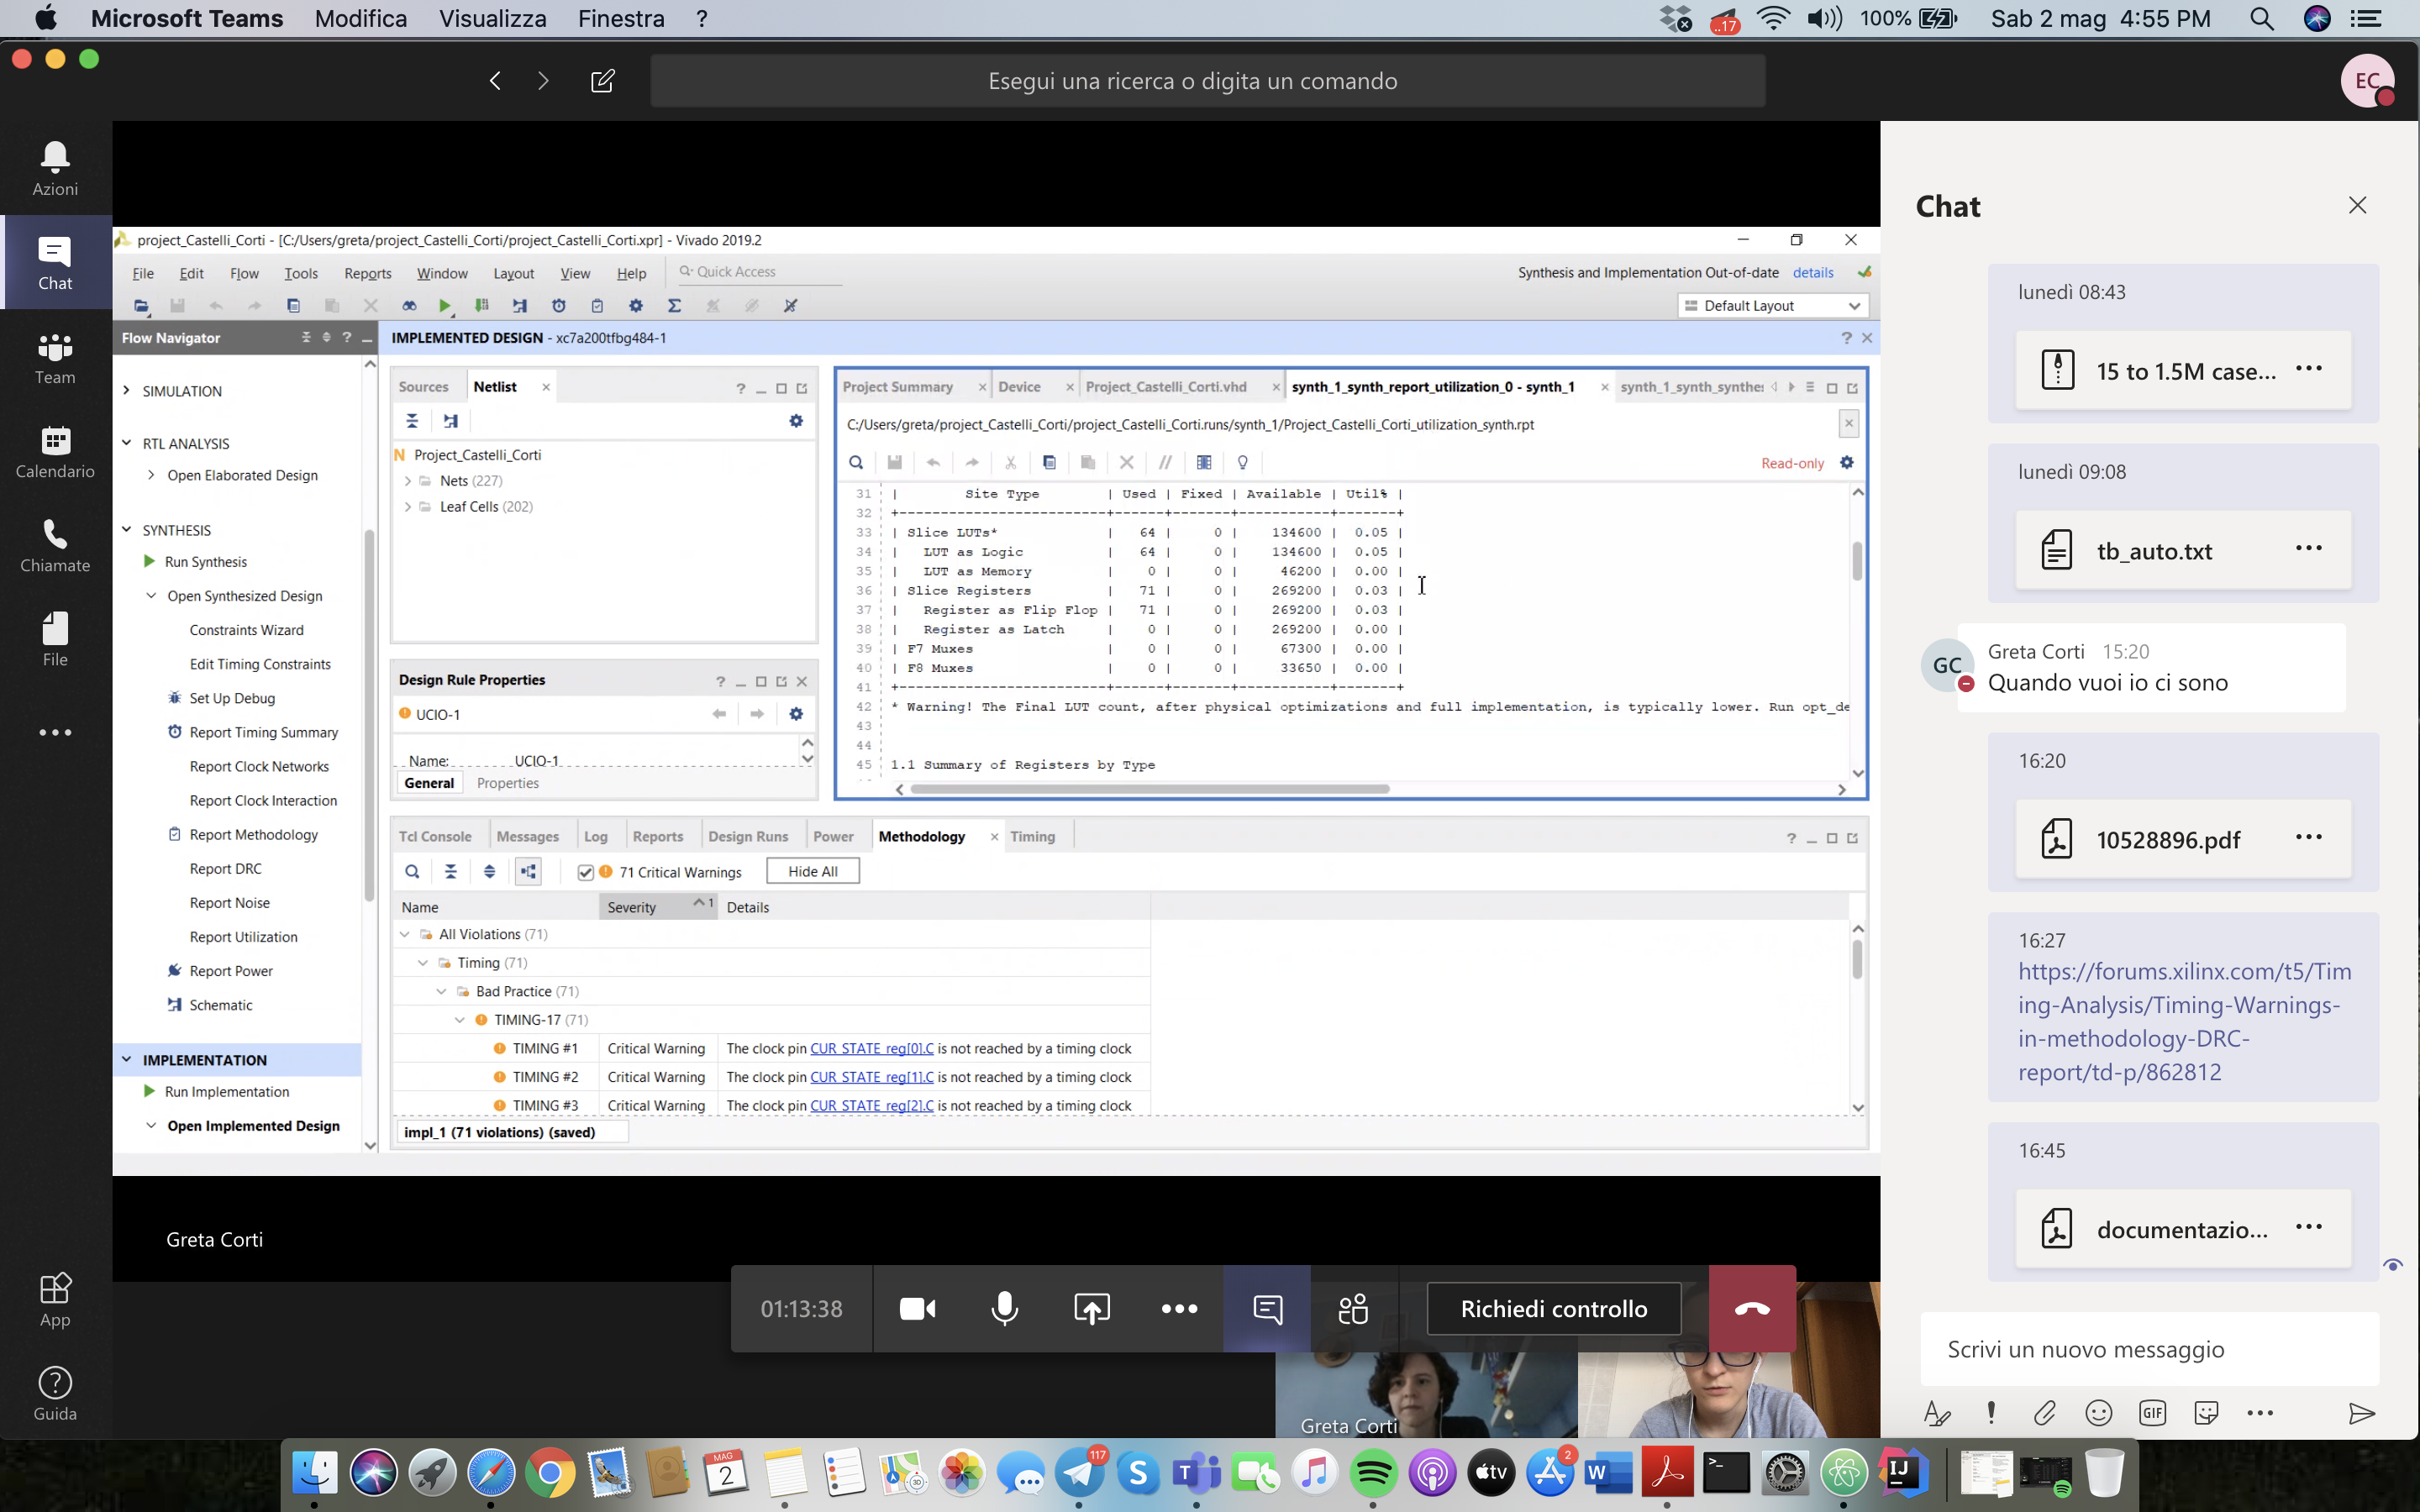 Microsoft Teams Modifica Visualizza Finestra ?
..17 100% Sab 2 mag 4:55 PM
Esegui una ricerca o digita un comando
EC
Azioni
Chat
Team
Calendario
Chiamate
File
App
Guida
project_Castelli_Corti - [C:/Users/greta/project_Castelli_Corti/project_Castelli_Corti.xpr] - Vivado 2019.2
File Edit Flow Tools Reports Window Layout View Help Quick Access
Synthesis and Implementation Out-of-date details
Default Layout
Flow Navigator ?
IMPLEMENTED DESIGN - xc7a200tfbg484-1 ?
SIMULATION
RTL ANALYSIS
Open Elaborated Design
SYNTHESIS
Run Synthesis
Open Synthesized Design
Constraints Wizard
Edit Timing Constraints
Set Up Debug
Report Timing Summary
Report Clock Networks
Report Clock Interaction
Report Methodology
Report DRC
Report Noise
Report Utilization
Report Power
Schematic
IMPLEMENTATION
Run Implementation
Open Implemented Design
Sources Netlist ?
N Project_Castelli_Corti
Nets (227)
Leaf Cells (202)
Design Rule Properties ?
UCIO-1
Name: UCIO-1
General Properties
Project Summary Device Project_Castelli_Corti.vhd synth_1_synth_report_utilization_0 - synth_1 synth_1_synth_synthe
C:/Users/greta/project_Castelli_Corti/project_Castelli_Corti.runs/synth_1/Project_Castelli_Corti_utilization_synth.rpt
Read-only
31 | Site Type | Used | Fixed | Available | Util% |
32 +-------------------------+------+-------+-----------+-------+
33 | Slice LUTs* | 64 | 0 | 134600 | 0.05 |
34 | LUT as Logic | 64 | 0 | 134600 | 0.05 |
35 | LUT as Memory | 0 | 0 | 46200 | 0.00 |
36 | Slice Registers | 71 | 0 | 269200 | 0.03 |
37 | Register as Flip Flop | 71 | 0 | 269200 | 0.03 |
38 | Register as Latch | 0 | 0 | 269200 | 0.00 |
39 | F7 Muxes | 0 | 0 | 67300 | 0.00 |
40 | F8 Muxes | 0 | 0 | 33650 | 0.00 |
41 +-------------------------+------+-------+-----------+-------+
42 * Warning! The Final LUT count, after physical optimizations and full implementation, is typically lower. Run opt_de
43
44
45 1.1 Summary of Registers by Type
Tcl Console Messages Log Reports Design Runs Power Methodology Timing ?
71 Critical Warnings Hide All
Name Severity 1 Details
All Violations (71)
Timing (71)
Bad Practice (71)
TIMING-17 (71)
TIMING #1 Critical Warning The clock pin CUR_STATE_reg[0].C is not reached by a timing clock
TIMING #2 Critical Warning The clock pin CUR_STATE_reg[1].C is not reached by a timing clock
TIMING #3 Critical Warning The clock pin CUR_STATE_reg[2].C is not reached by a timing clock
impl_1 (71 violations) (saved)
Greta Corti
01:13:38
Richiedi controllo
Greta Corti
Chat
lunedì 08:43
15 to 1.5M case...
lunedì 09:08
tb_auto.txt
GC
Greta Corti 15:20
Quando vuoi io ci sono
16:20
10528896.pdf
16:27
https://forums.xilinx.com/t5/Tim
ing-Analysis/Timing-Warnings-
in-methodology-DRC-
report/td-p/862812
16:45
documentazio...
Scrivi un nuovo messaggio
GIF
MAG
2
117
S
T
tv
2
W
>_
IJ